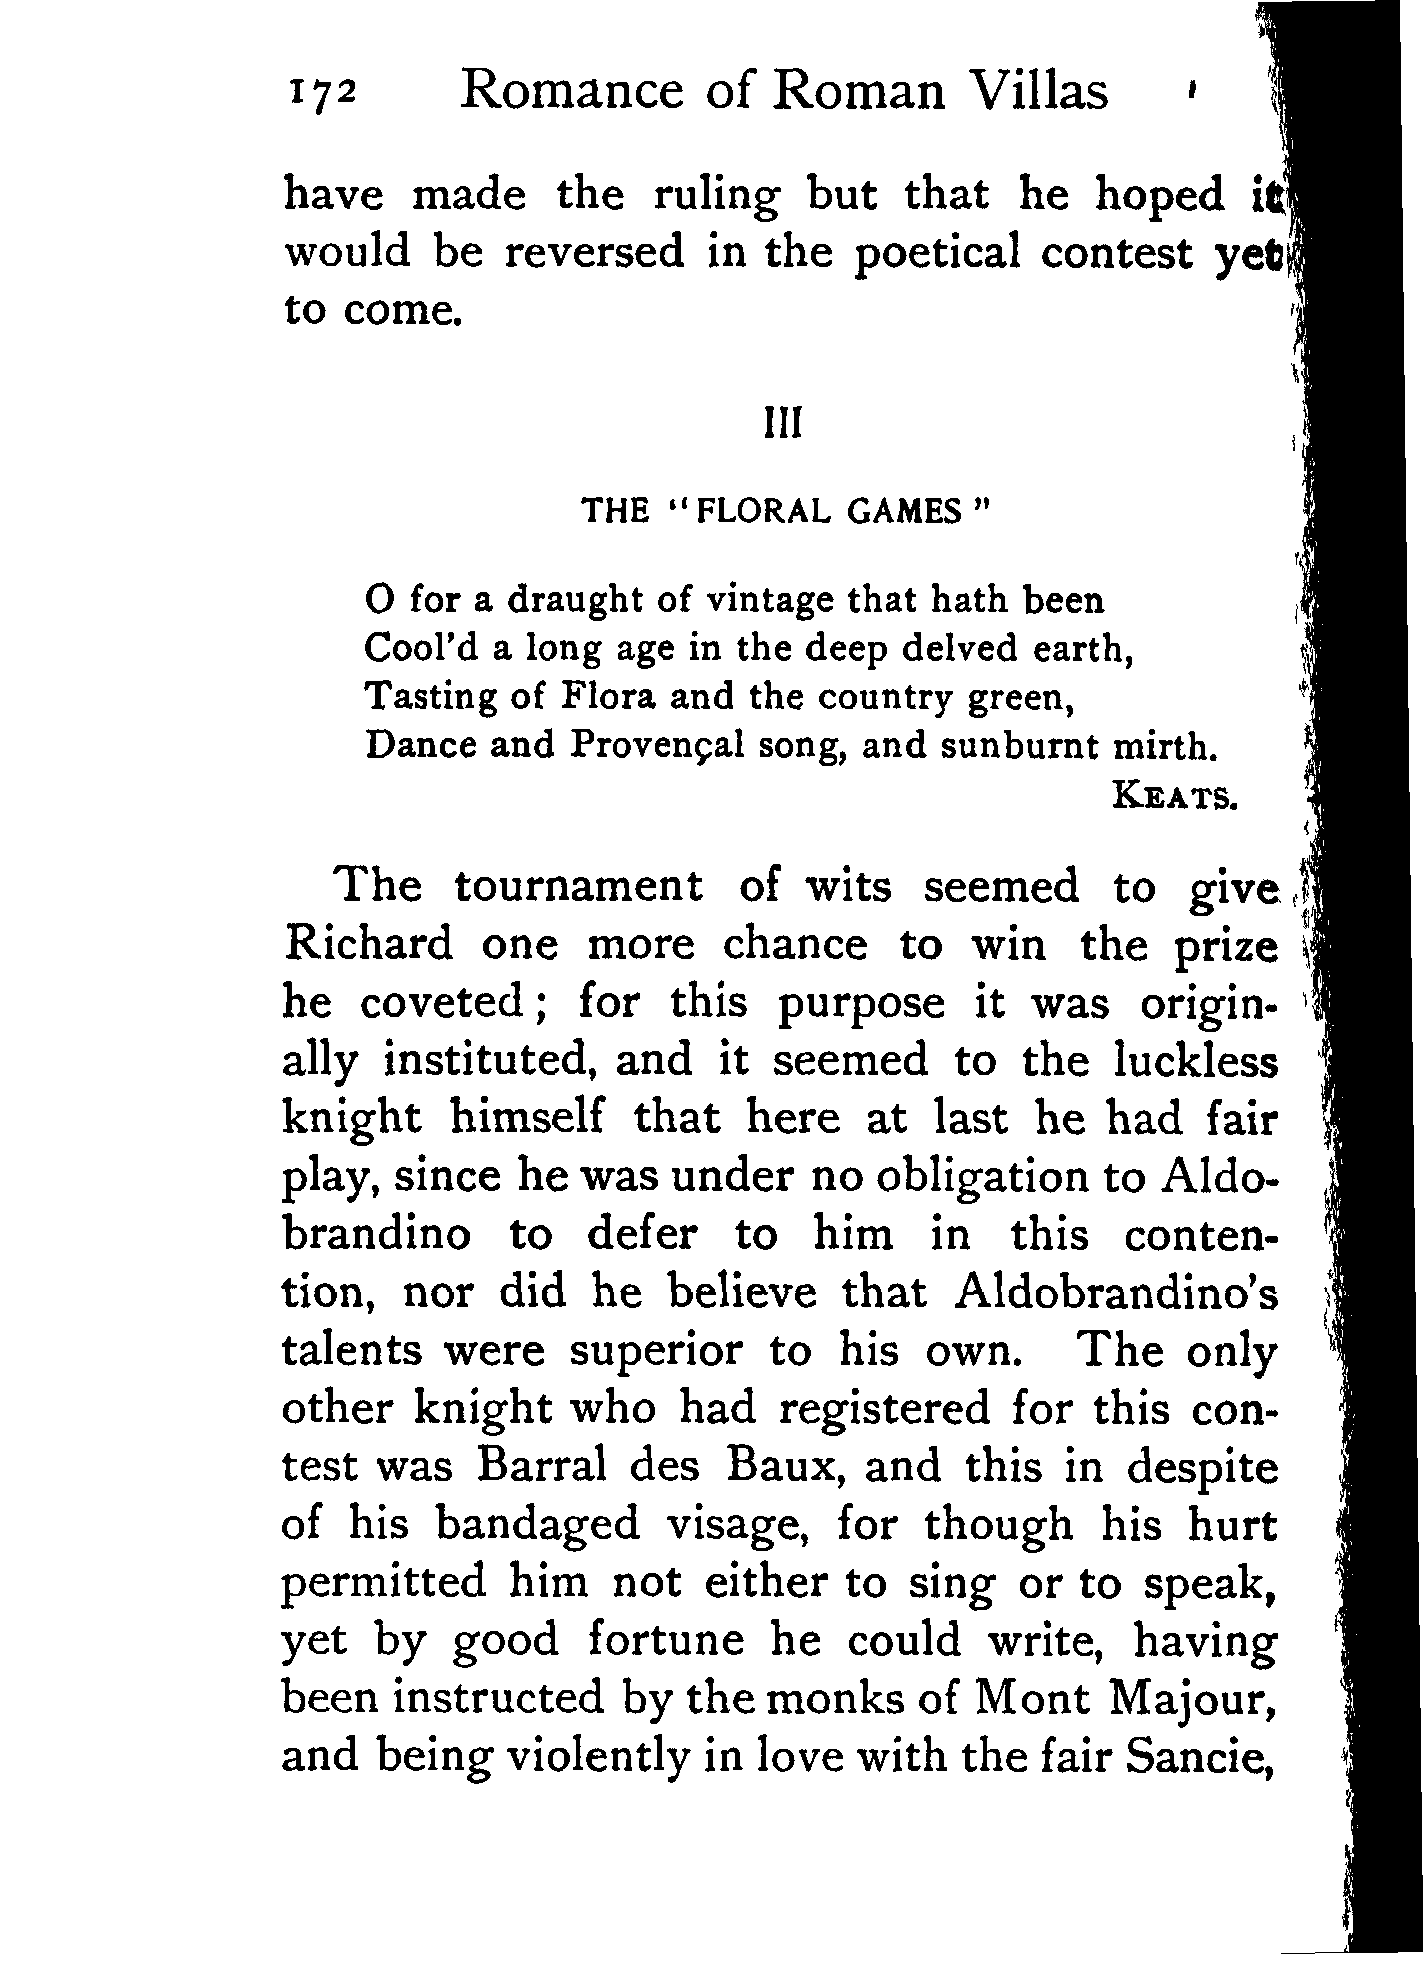 172 Romance of Roman Villas
have made the ruling but that he hoped it
would be reversed in the poetical contest yet
to come.
III
THE "FLORAL GAMES"
O for a draught of vintage that hath been
Cool'd a long age in the deep delved earth,
Tasting of Flora and the country green,
Dance and Provençal song, and sunburnt mirth.
KEATS.
The tournament of wits seemed to give
Richard one more chance to win the prize
he coveted; for this purpose it was origin-
ally instituted, and it seemed to the luckless
knight himself that here at last he had fair
play, since he was under no obligation to Aldo-
brandino to defer to him in this conten-
tion, nor did he believe that Aldobrandino's
talents were superior to his own. The only
other knight who had registered for this con-
test was Barral des Baux, and this in despite
of his bandaged visage, for though his hurt
permitted him not either to sing or to speak,
yet by good fortune he could write, having
been instructed by the monks of Mont Majour,
and being violently in love with the fair Sancie,